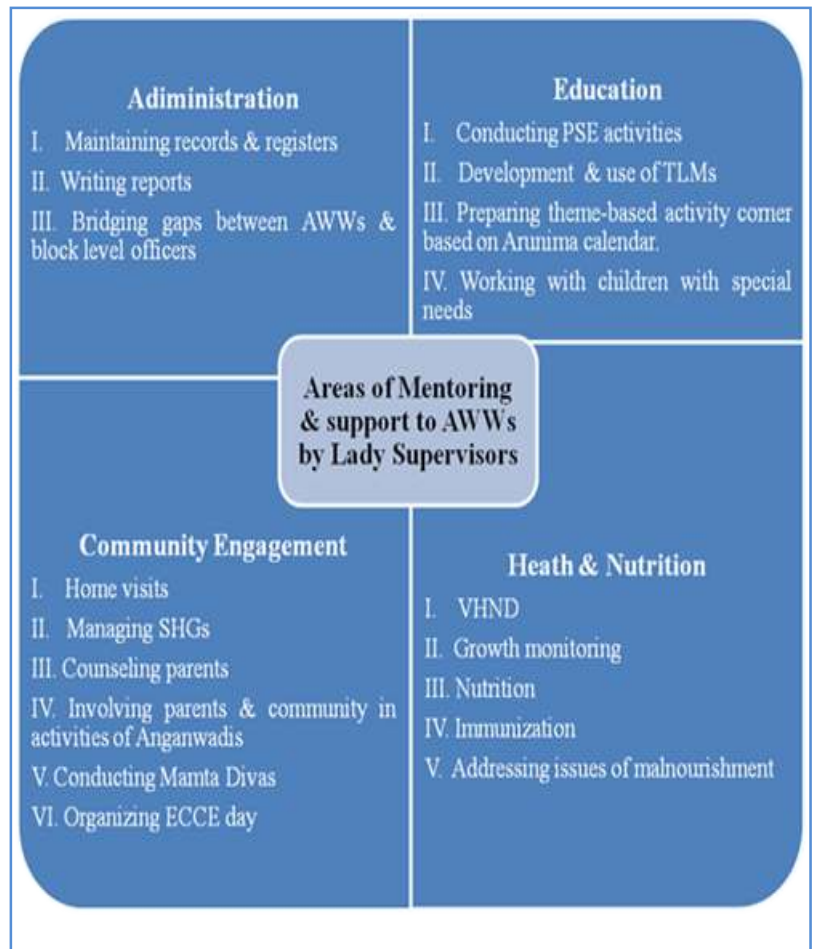 Adiministration
I. Maintaining records & registers
II. Writing reports
III. Bridging gaps between AWWs &
block level officers
Education
I. Conducting PSE activities
II. Development & use of TLMs
III. Preparing theme-based activity corner
based on Arunima calendar.
IV. Working with children with special
needs
Areas of Mentoring
& support to AWWs
by Lady Supervisors
Community Engagement
I. Home visits
II. Managing SHGs
III. Counseling parents
IV. Involving parents & community in
activities of Anganwadis
V. Conducting Mamta Divas
VI. Organizing ECCE day
Heath & Nutrition
I. VHND
II. Growth monitoring
III. Nutrition
IV. Immunization
V. Addressing issues of malnourishment